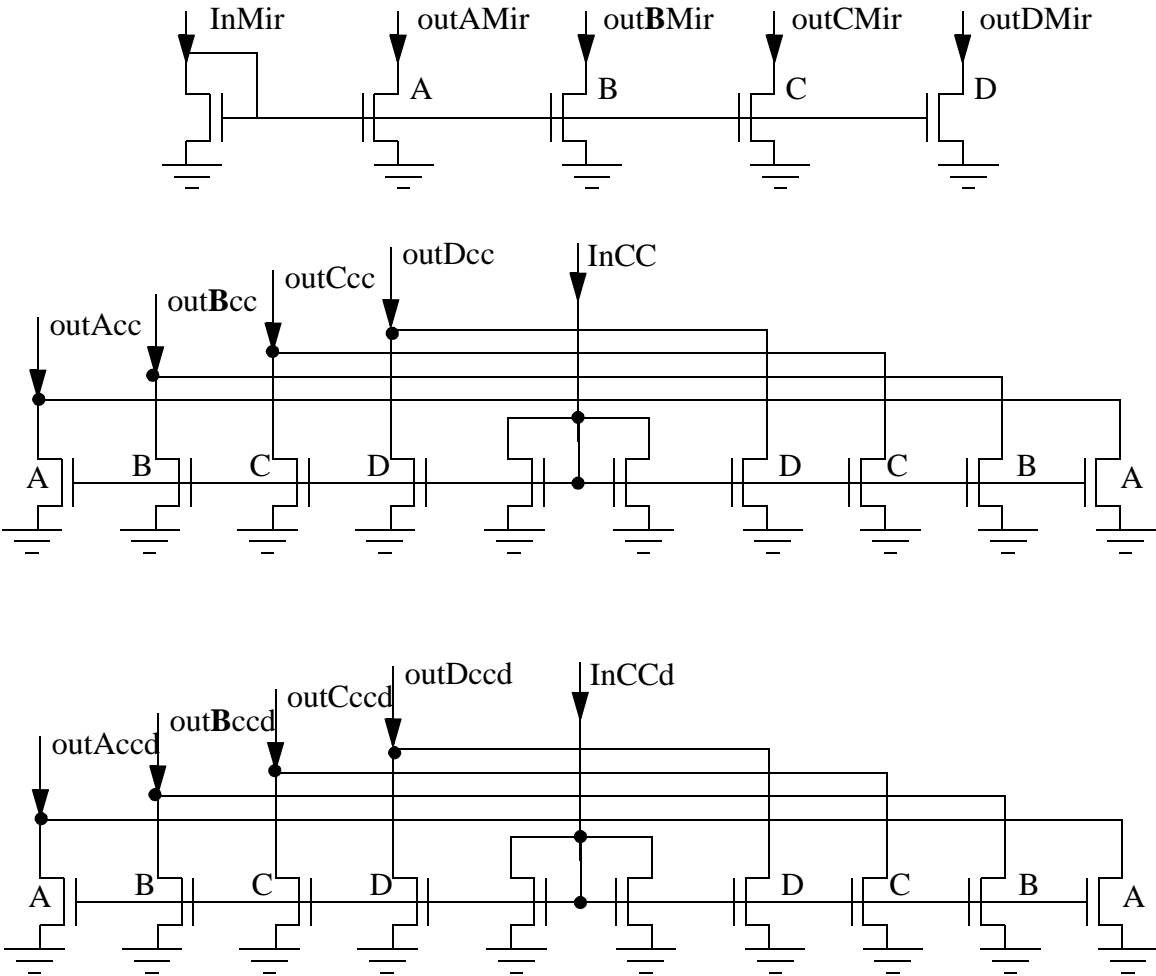 InMir outAMir outBMir outCMir outDMir
A B C D
outDcc InCC
outCcc
outBcc
outAcc
A B C D D C B A
outDccd InCCd
outCccd
outBccd
outAccd
A B C D D C B A